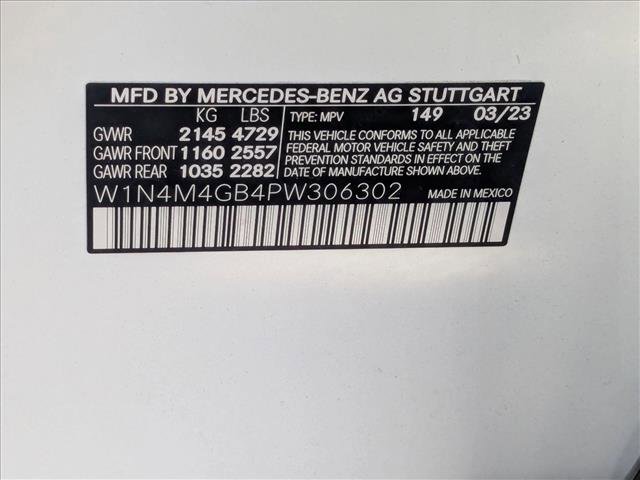 MFD BY MERCEDES-BENZ AG STUTTGART
KG LBS TYPE: MPV 149 03/23
GVWR 2145 4729 THIS VEHICLE CONFORMS TO ALL APPLICABLE
GAWR FRONT 1160 2557 FEDERAL MOTOR VEHICLE SAFETY AND THEFT
GAWR REAR 1035 2282 PREVENTION STANDARDS IN EFFECT ON THE
DATE OF MANUFACTURE SHOWN ABOVE.
W1N4M4GB4PW306302 MADE IN MEXICO